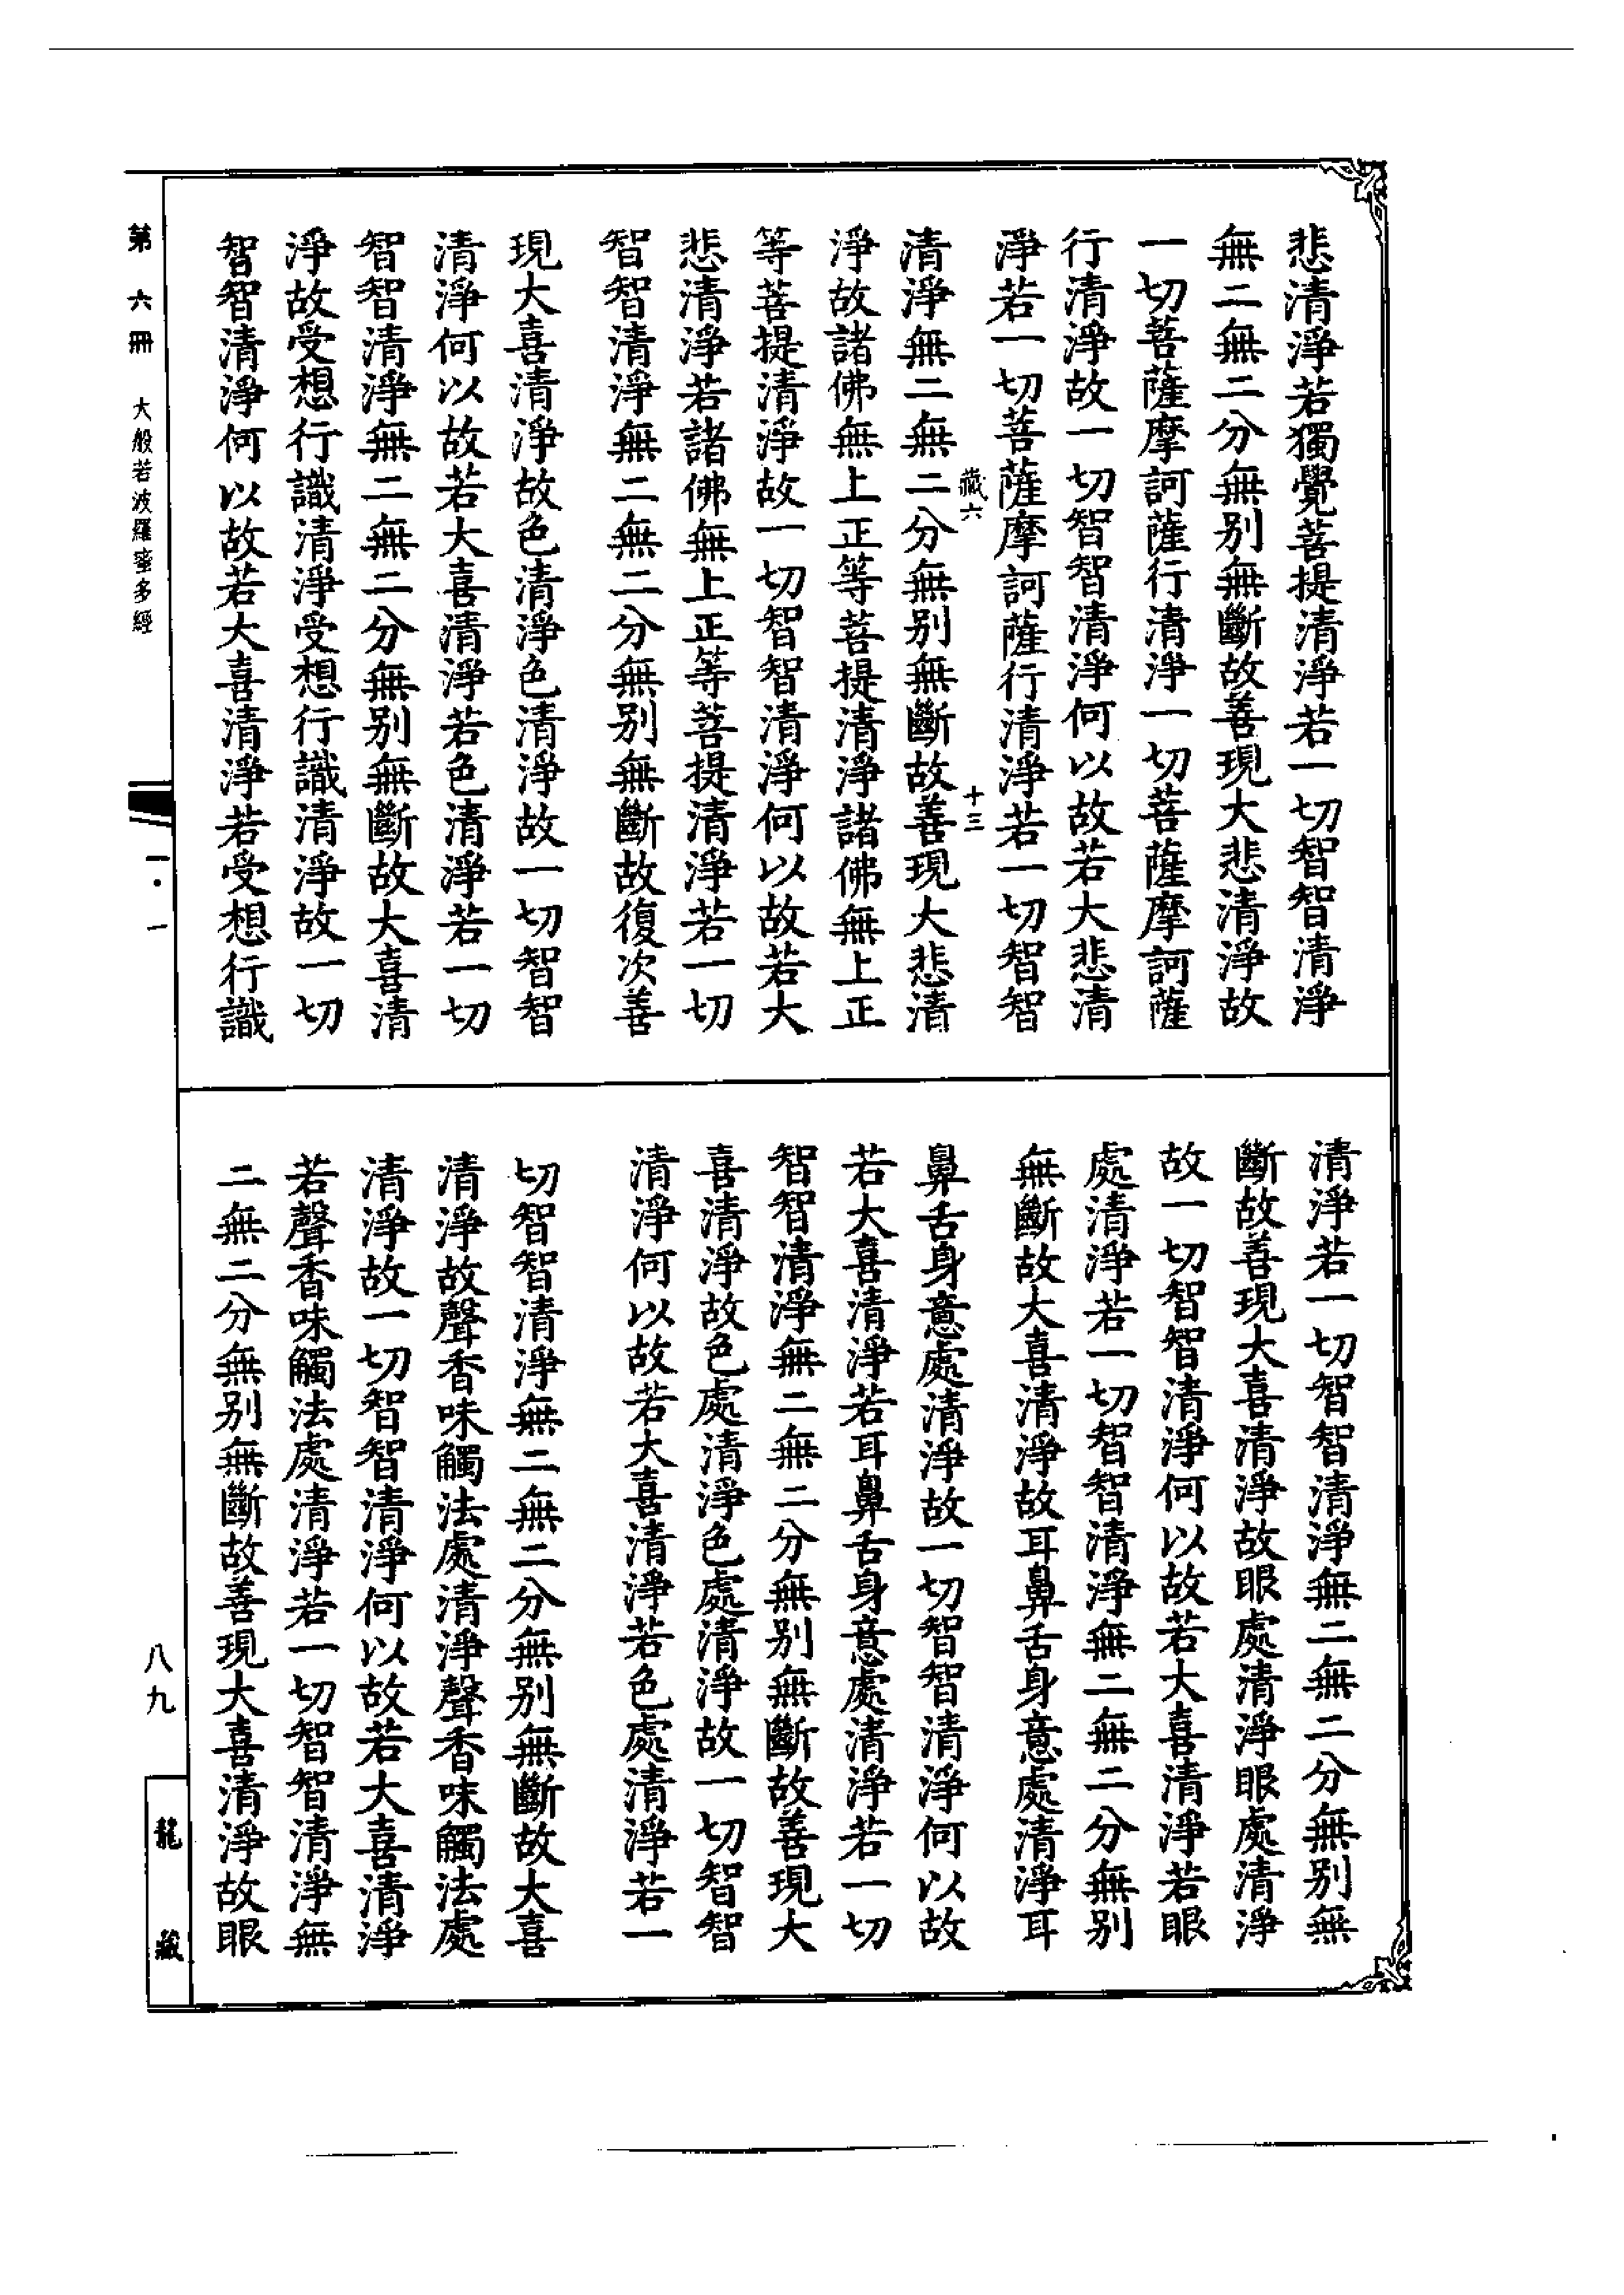 悲清淨若獨覺菩提清淨若一切智智清淨
無二無二分無别無斷故善現大悲清淨故
一切菩薩摩訶薩行清淨一切菩薩摩訶薩
行清淨故一切智智清淨何以故若大悲清
淨若一切菩薩摩訶薩行清淨若一切智智
藏六 十三
清淨無二無二分無别無斷故善現大悲清
淨故諸佛無上正等菩提清淨諸佛無上正
等菩提清淨故一切智智清淨何以故若大
悲清淨若諸佛無上正等菩提清淨若一切
智智清淨無二無二分無别無斷故復次善
現大喜清淨故色清淨色清淨故一切智智
清淨何以故若大喜清淨若色清淨若一切
智智清淨無二無二分無别無斷故大喜清
淨故受想行識清淨受想行識清淨故一切
智智清淨何以故若大喜清淨若受想行識
清淨若一切智智清淨無二無二分無别無
斷故善現大喜清淨故眼處清淨眼處清淨
故一切智智清淨何以故若大喜清淨若眼
處清淨若一切智智清淨無二無二分無别
無斷故大喜清淨故耳鼻舌身意處清淨耳
鼻舌身意處清淨故一切智智清淨何以故
若大喜清淨若耳鼻舌身意處清淨若一切
智智清淨無二無二分無别無斷故善現大
喜清淨故色處清淨色處清淨故一切智智
清淨何以故若大喜清淨若色處清淨若一
切智智清淨無二無二分無别無斷故大喜
清淨故聲香味觸法處清淨聲香味觸法處
清淨故一切智智清淨何以故若大喜清淨
若聲香味觸法處清淨若一切智智清淨無
二無二分無别無斷故善現大喜清淨故眼
第六冊 大般若波羅蜜多經
一·一
八九
龍藏